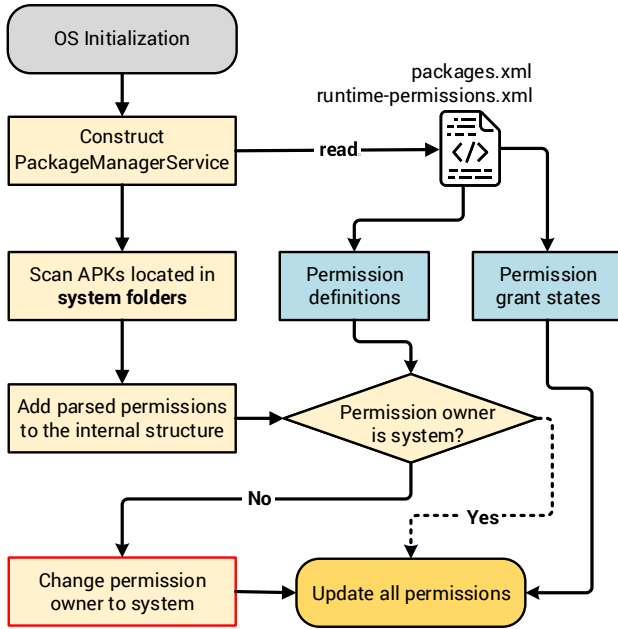 OS Initialization
packages.xml
runtime-permissions.xml
Construct
PackageManagerService
read
</>
Scan APKs located in
system folders
Permission
definitions
Permission
grant states
Add parsed permissions
to the internal structure
Permission owner
is system?
No
Yes
Change permission
owner to system
Update all permissions